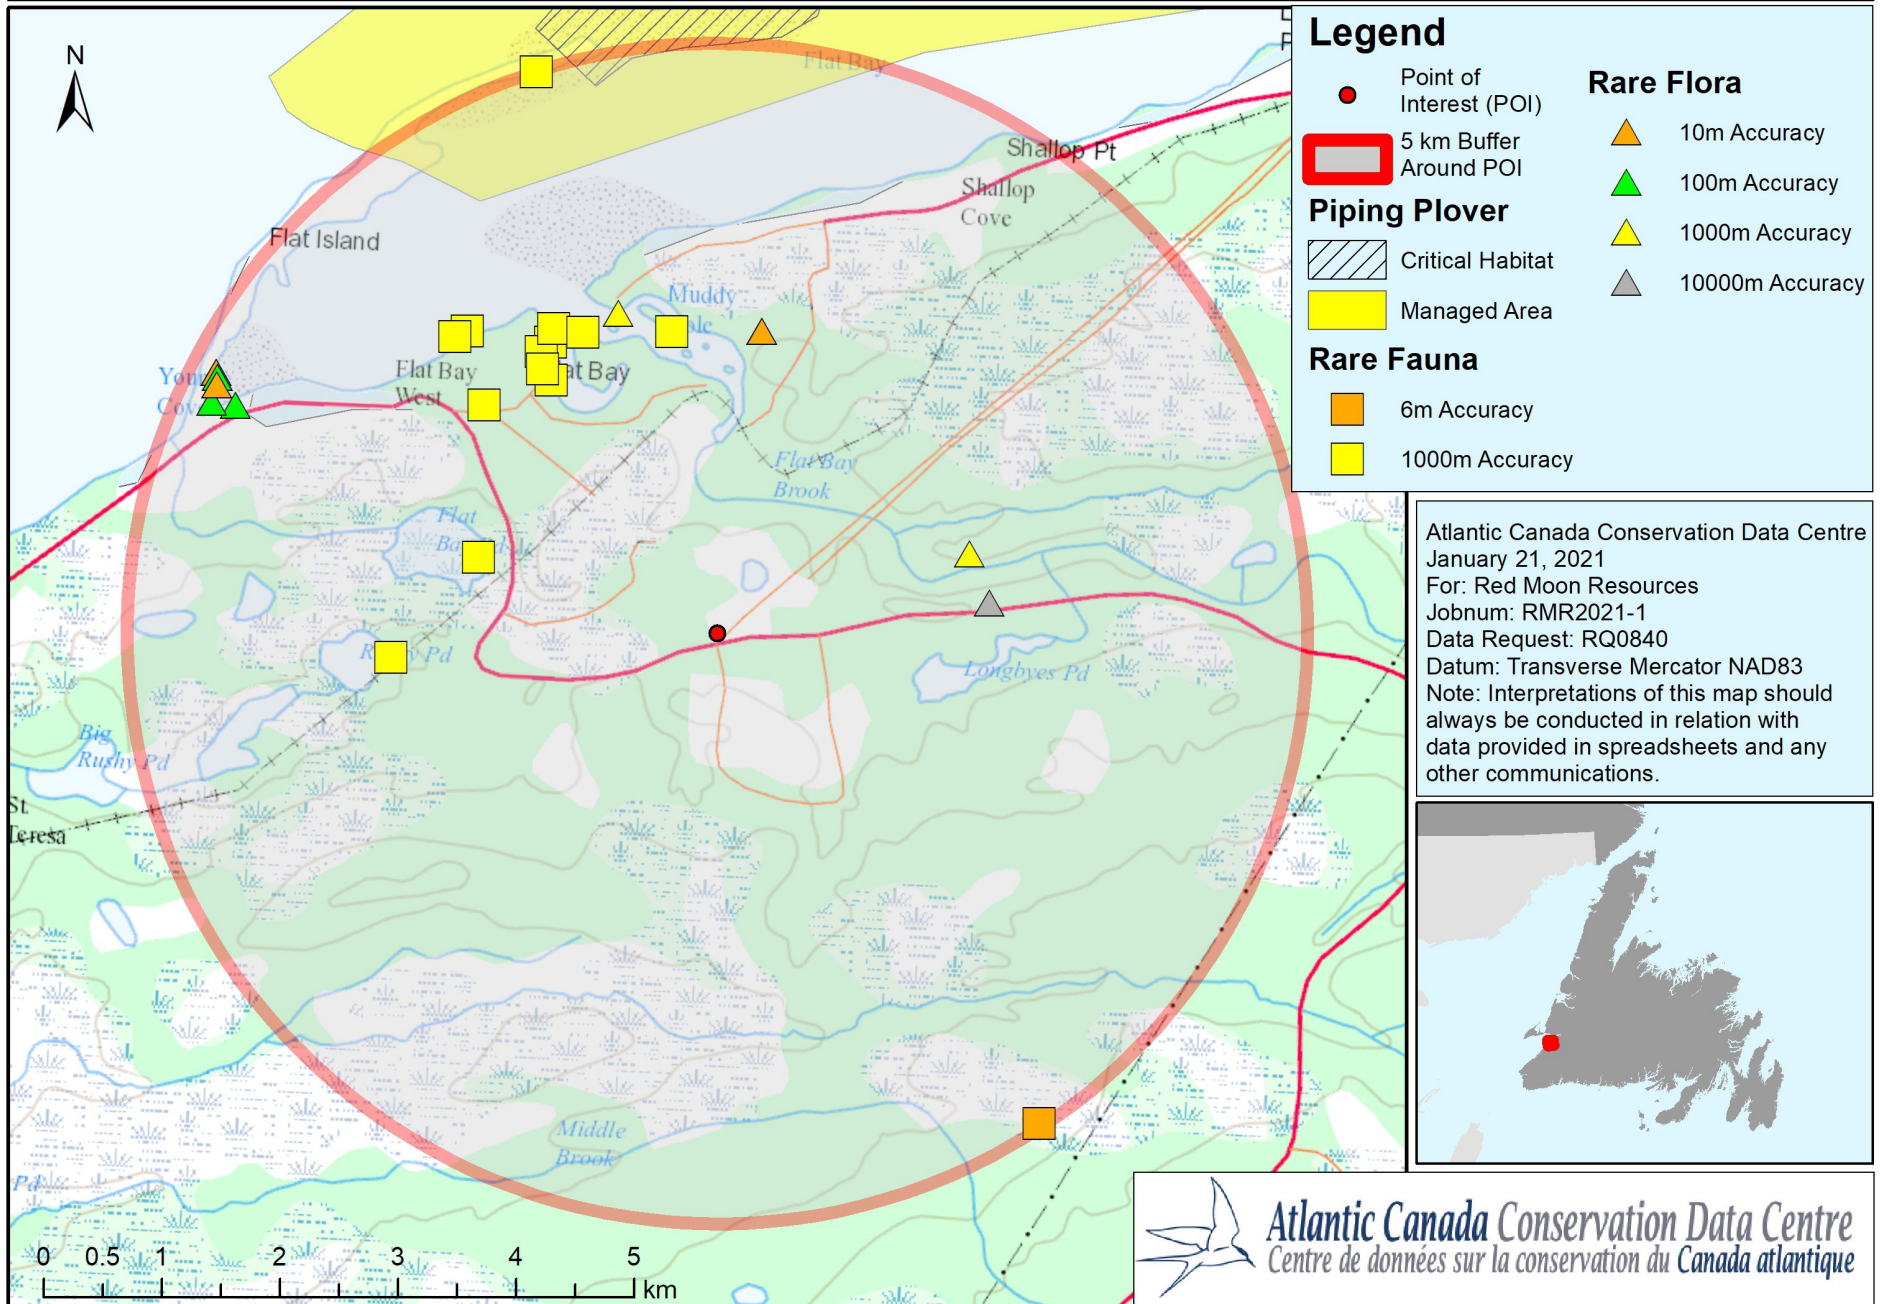 N
Flat Bay
Shallop Pt
Shallop
Cove
Flat Island
Muddy
Flat Bay
West
Flat Bay
Brook
Flat
Longbyes Pd
Big
Rushy Pd
St.
Teresa
Middle
Brook
Pd
0 0.5 1 2 3 4 5
km
Legend
Point of
Interest (POI)
5 km Buffer
Around POI
Piping Plover
Critical Habitat
Managed Area
Rare Fauna
6m Accuracy
1000m Accuracy
Rare Flora
10m Accuracy
100m Accuracy
1000m Accuracy
10000m Accuracy
Atlantic Canada Conservation Data Centre
January 21, 2021
For: Red Moon Resources
Jobnum: RMR2021-1
Data Request: RQ0840
Datum: Transverse Mercator NAD83
Note: Interpretations of this map should
always be conducted in relation with
data provided in spreadsheets and any
other communications.
Atlantic Canada Conservation Data Centre
Centre de données sur la conservation du Canada atlantique